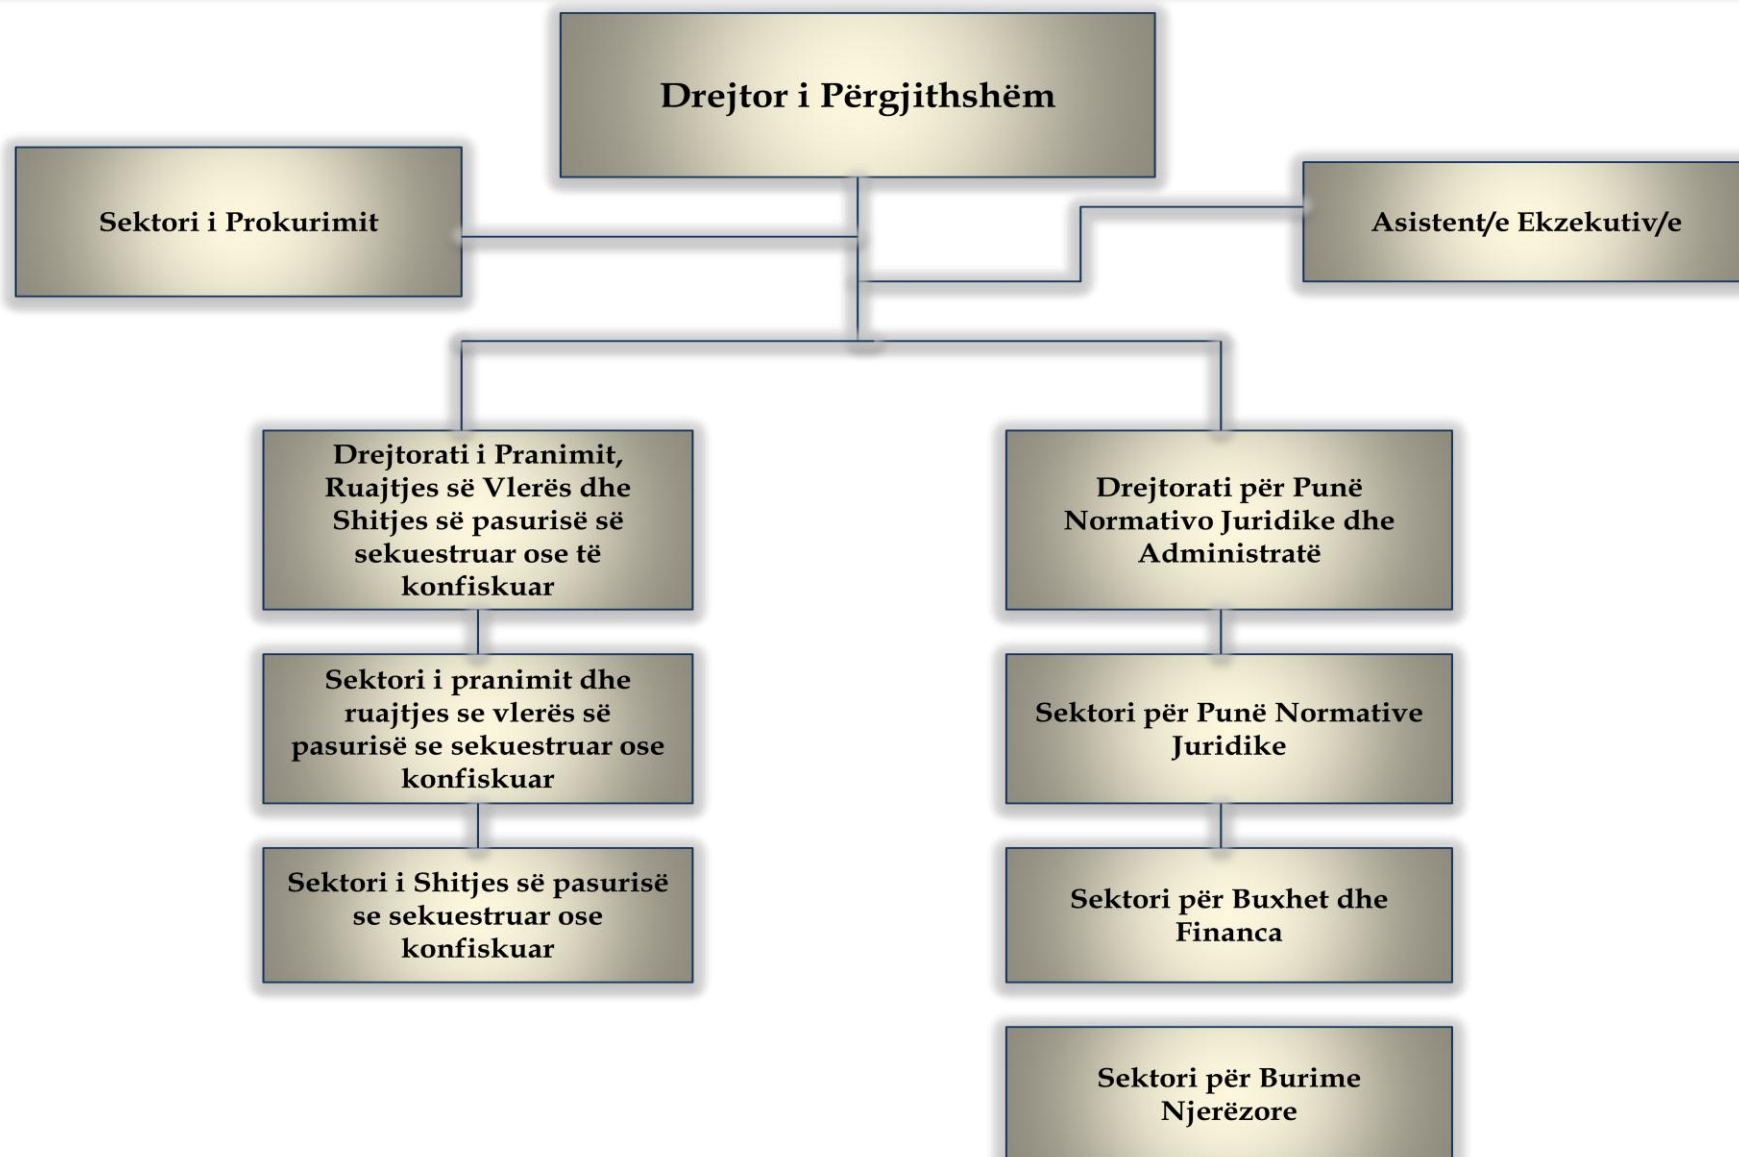 Drejtor i Përgjithshëm
Sektori i Prokurimit
Asistent/e Ekzekutiv/e
Drejtorati i Pranimit,
Ruajtjes së Vlerës dhe
Shitjes së pasurisë së
sekuestruar ose të
konfiskuar
Drejtorati për Punë
Normativo Juridike dhe
Administratë
Sektori i pranimit dhe
ruajtjes se vlerës së
pasurisë se sekuestruar ose
konfiskuar
Sektori për Punë Normative
Juridike
Sektori i Shitjes së pasurisë
se sekuestruar ose
konfiskuar
Sektori për Buxhet dhe
Financa
Sektori për Burime
Njerëzore